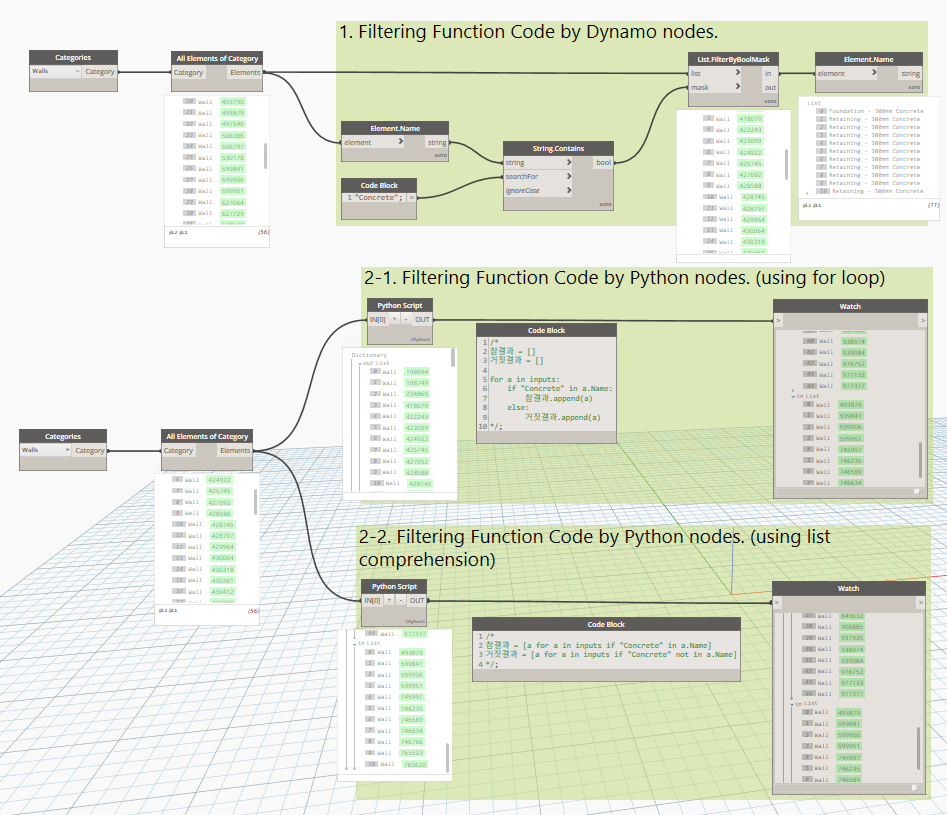 1. Filtering Function Code by Dynamo nodes.
Categories
Walls
Category
All Elements of Category
Category
Elements
20 Wall 493790
21 Wall 493879
22 Wall 497540
23 Wall 506386
24 Wall 506797
25 Wall 530178
26 Wall 599841
27 Wall 599906
28 Wall 599951
29 Wall 627064
30 Wall 627729
@L2 @L1
{56}
Element.Name
element
>
string
AUTO
Code Block
1 "Concrete";
>
String.Contains
string
>
bool
searchFor
>
ignoreCase
>
AUTO
List.FilterByBoolMask
list
>
in
mask
>
out
AUTO
5 Wall 418079
6 Wall 422243
7 Wall 423099
8 Wall 424922
9 Wall 425745
10 Wall 427092
Wall 428588
Wall 428745
11 Wall 428797
12 Wall 429964
13 Wall 430064
14 Wall 430318
Element.Name
element
>
string
AUTO
List
0 Foundation - 300mm Concrete
1 Retaining - 300mm Concrete
2 Retaining - 300mm Concrete
3 Retaining - 300mm Concrete
4 Retaining - 300mm Concrete
5 Retaining - 300mm Concrete
6 Retaining - 300mm Concrete
7 Retaining - 300mm Concrete
8 Retaining - 300mm Concrete
9 Retaining - 300mm Concrete
10 Retaining - 300mm Concrete
@L2 @L1
{11}
2-1. Filtering Function Code by Python nodes. (using for loop)
Python Script
IN[0]
+
-
OUT
CPython3
Dictionary
out List
0 Wall 198694
1 Wall 198749
2 Wall 234869
3 Wall 418079
4 Wall 422243
5 Wall 423099
6 Wall 424922
7 Wall 425745
8 Wall 427092
9 Wall 428588
10 Wall 428745
Code Block
1 /*
2 참결과 = []
3 거짓결과 = []
4
5 for a in inputs:
6 if "Concrete" in a.Name:
7 참결과.append(a)
8 else:
9 거짓결과.append(a)
10 */;
Watch
>
>
40 Wall 938974
41 Wall 939084
42 Wall 976752
43 Wall 977133
44 Wall 977377
in List
0 Wall 493879
1 Wall 599841
2 Wall 599906
3 Wall 599951
4 Wall 745997
5 Wall 746235
6 Wall 746589
7 Wall 746634
Categories
Walls
Category
All Elements of Category
Category
Elements
6 Wall 424922
7 Wall 425745
8 Wall 427092
9 Wall 428588
10 Wall 428745
11 Wall 428797
12 Wall 429964
13 Wall 430064
14 Wall 430318
15 Wall 430361
16 Wall 430412
@L2 @L1
{56}
2-2. Filtering Function Code by Python nodes. (using list
comprehension)
Python Script
IN[0]
+
-
OUT
CPython3
44 Wall 977377
in List
0 Wall 493879
1 Wall 599841
2 Wall 599906
3 Wall 599951
4 Wall 745997
5 Wall 746235
6 Wall 746589
7 Wall 746634
8 Wall 746766
9 Wall 765523
10 Wall 765620
Code Block
1 /*
2 참결과 = [a for a in inputs if "Concrete" in a.Name]
3 거짓결과 = [a for a in inputs if "Concrete" not in a.Name]
4 */;
Watch
>
>
37 Wall 849032
38 Wall 906885
39 Wall 937935
40 Wall 938974
41 Wall 939084
42 Wall 976752
43 Wall 977133
44 Wall 977377
in List
0 Wall 493879
1 Wall 599841
2 Wall 599906
3 Wall 599951
4 Wall 745997
5 Wall 746235
6 Wall 746589